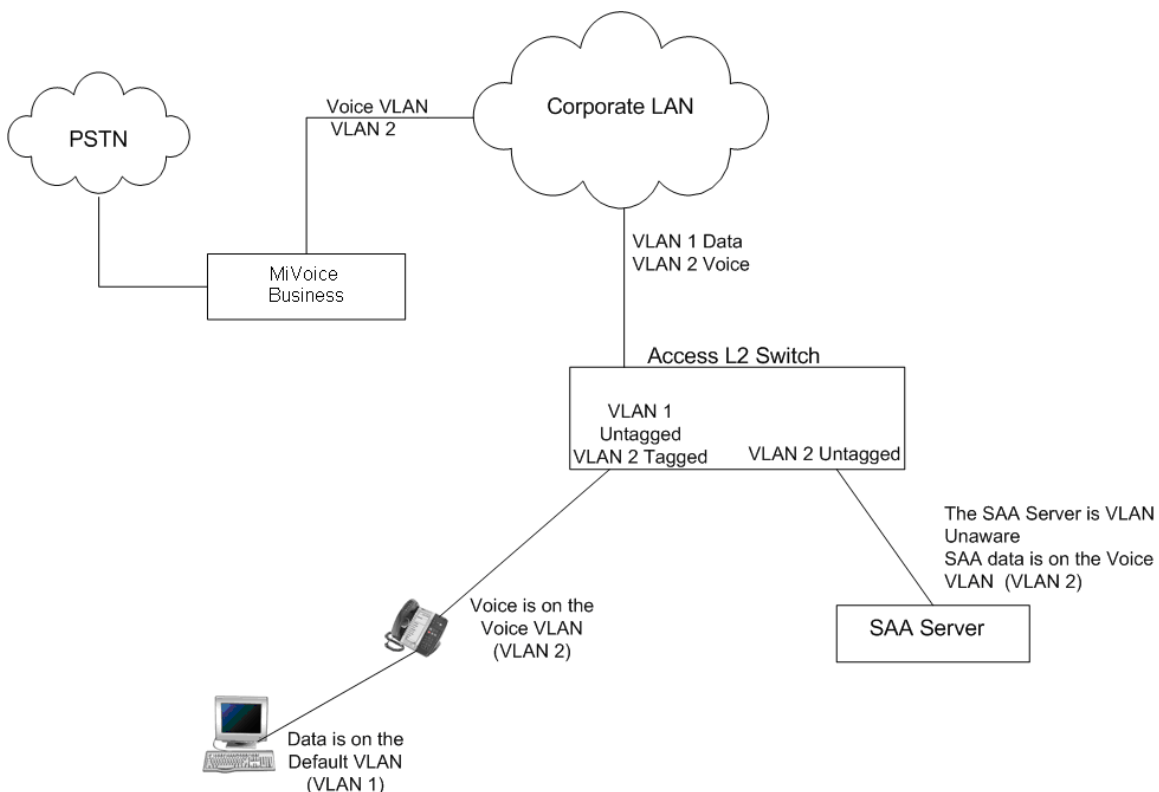 Corporate LAN
Voice VLAN
VLAN 2
PSTN
MiVoice
Business
VLAN 1 Data
VLAN 2 Voice
Access L2 Switch
VLAN 1
Untagged
VLAN 2 Tagged
VLAN 2 Untagged
The SAA Server is VLAN
Unaware
SAA data is on the Voice
VLAN (VLAN 2)
SAA Server
Voice is on the
Voice VLAN
(VLAN 2)
Data is on the
Default VLAN
(VLAN 1)